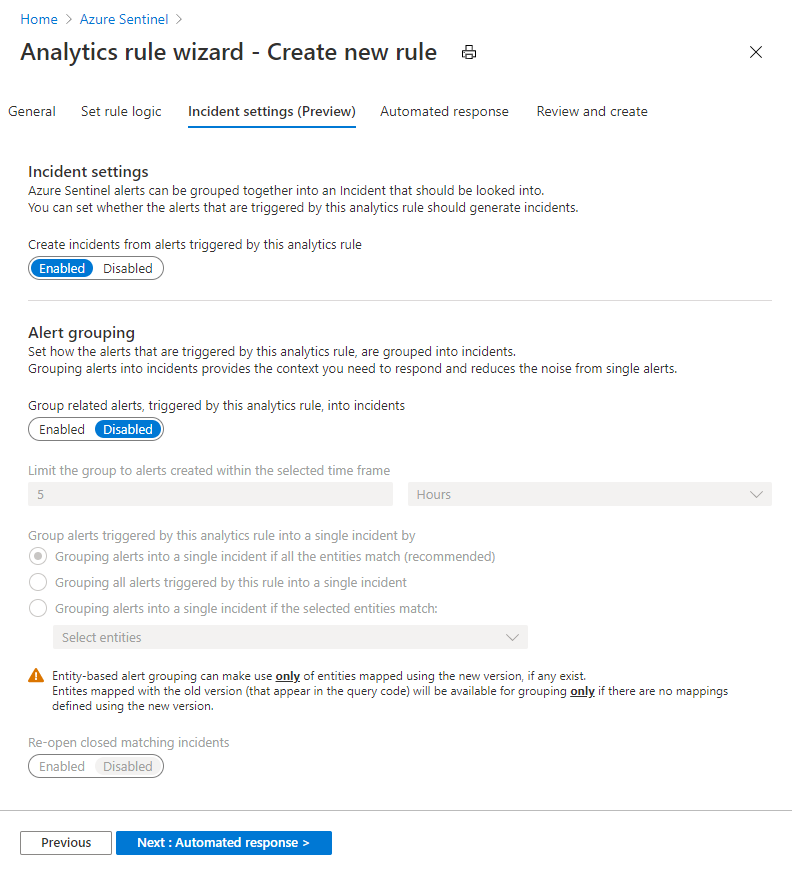 Home > Azure Sentinel >
Analytics rule wizard - Create new rule
General Set rule logic Incident settings (Preview) Automated response Review and create
Incident settings
Azure Sentinel alerts can be grouped together into an Incident that should be looked into.
You can set whether the alerts that are triggered by this analytics rule should generate incidents.
Create incidents from alerts triggered by this analytics rule
Enabled Disabled
Alert grouping
Set how the alerts that are triggered by this analytics rule, are grouped into incidents.
Grouping alerts into incidents provides the context you need to respond and reduces the noise from single alerts.
Group related alerts, triggered by this analytics rule, into incidents
Enabled Disabled
Limit the group to alerts created within the selected time frame
5 Hours
Group alerts triggered by this analytics rule into a single incident by
Grouping alerts into a single incident if all the entities match (recommended)
Grouping all alerts triggered by this rule into a single incident
Grouping alerts into a single incident if the selected entities match:
Select entities
Entity-based alert grouping can make use only of entities mapped using the new version, if any exist.
Entites mapped with the old version (that appear in the query code) will be available for grouping only if there are no mappings
defined using the new version.
Re-open closed matching incidents
Enabled Disabled
Previous Next : Automated response >